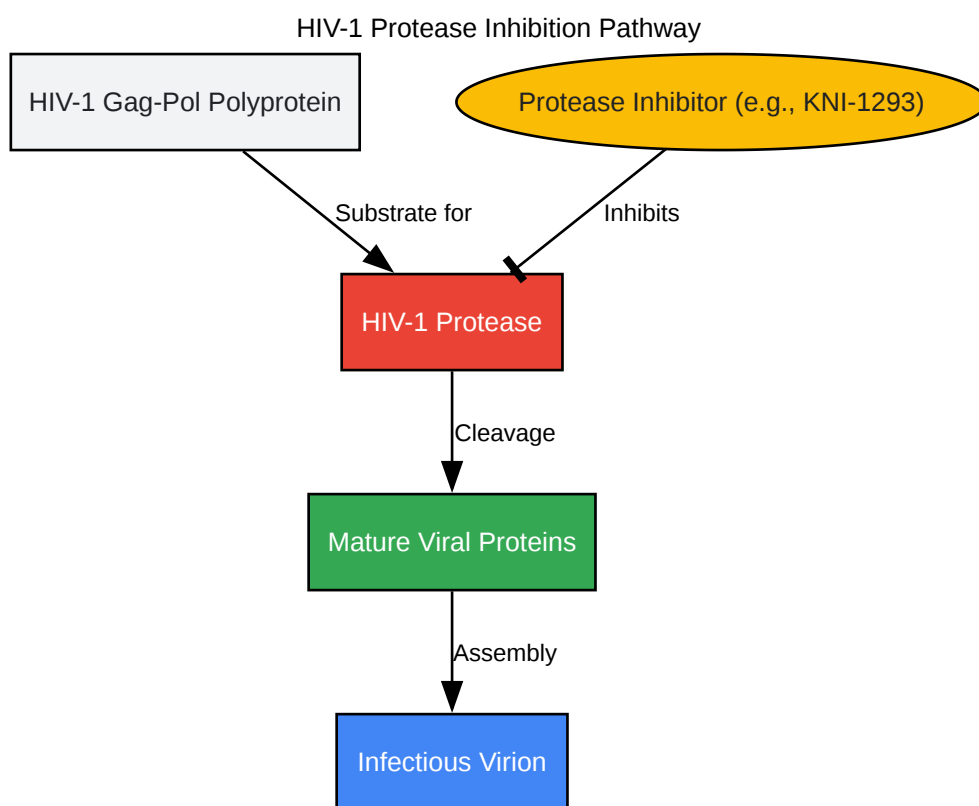 HIV-1 Protease Inhibition Pathway
HIV-1 Gag-Pol Polyprotein
Protease Inhibitor (e.g., KNI-1293)
Substrate for
Inhibits
HIV-1 Protease
Cleavage
Mature Viral Proteins
Assembly
Infectious Virion